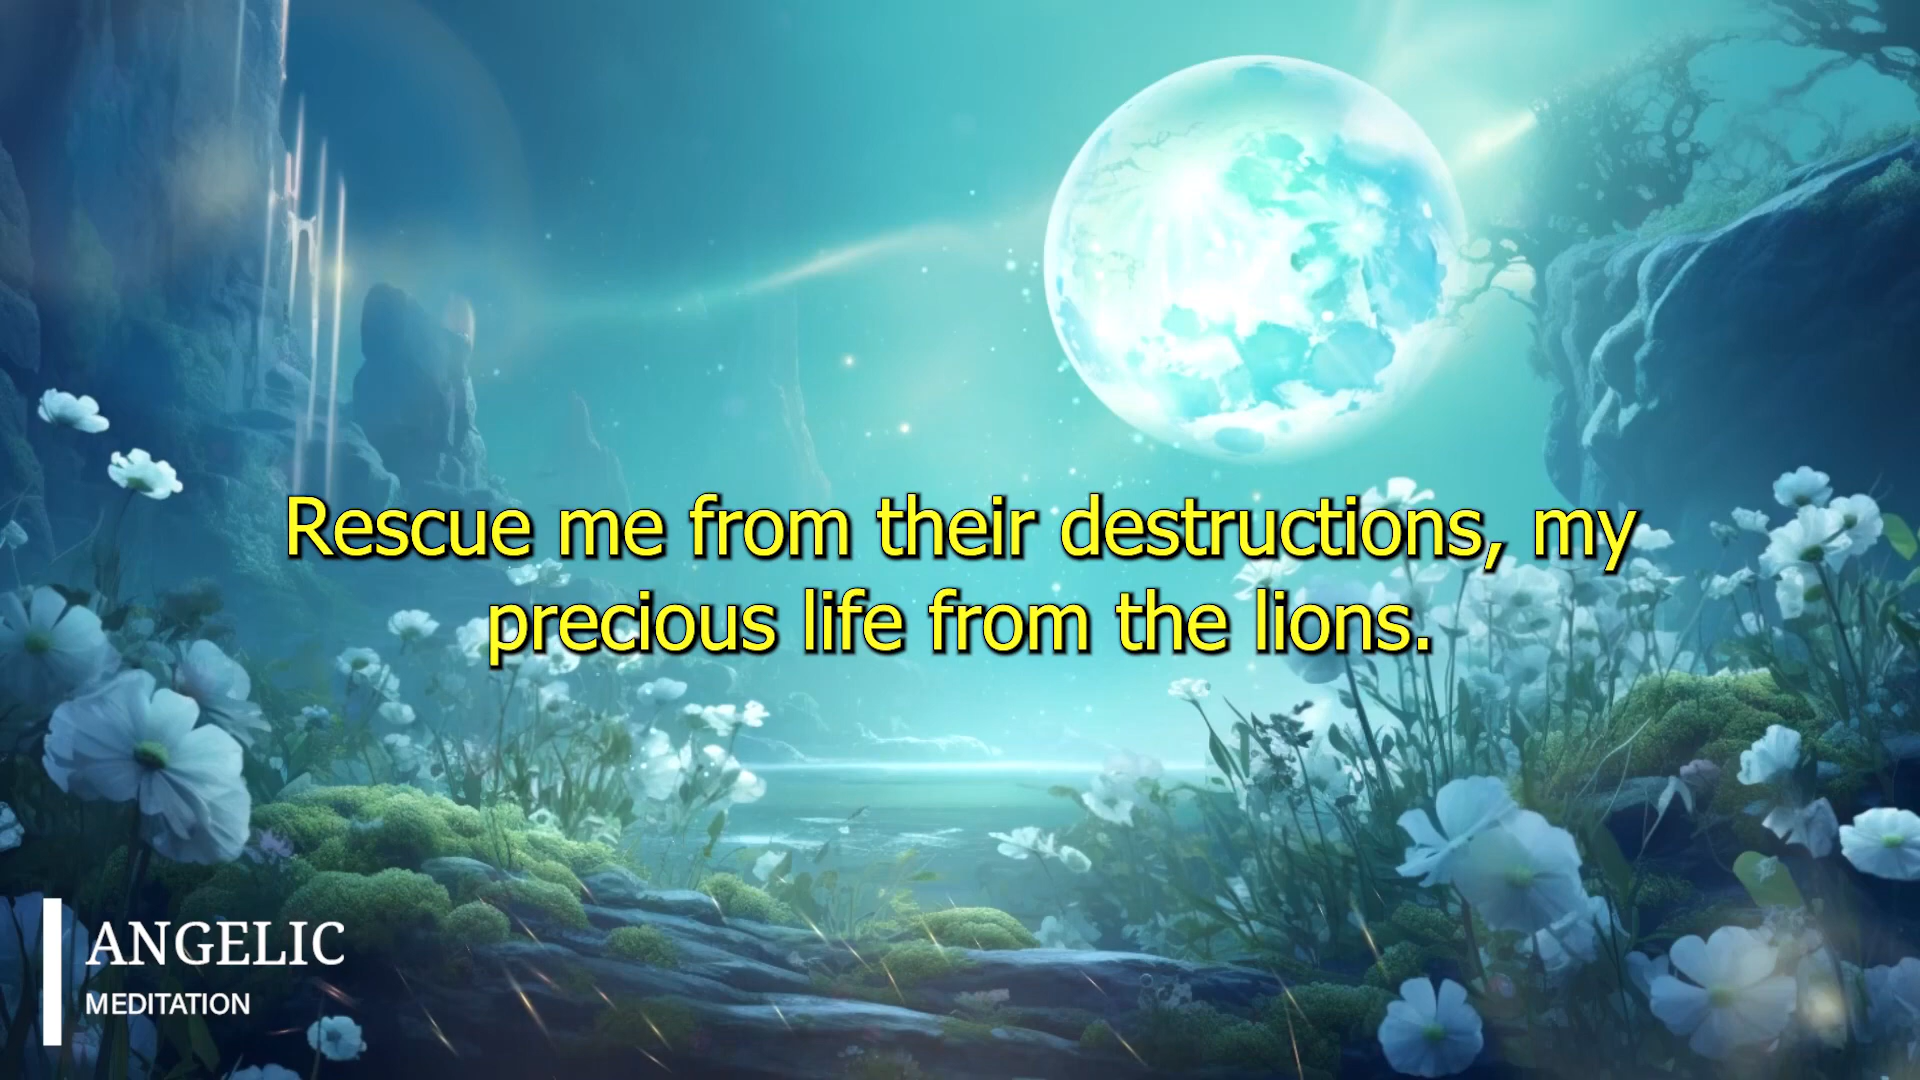 Rescue me from their destructions, my
precious life from the lions.
ANGELIC
MEDITATION